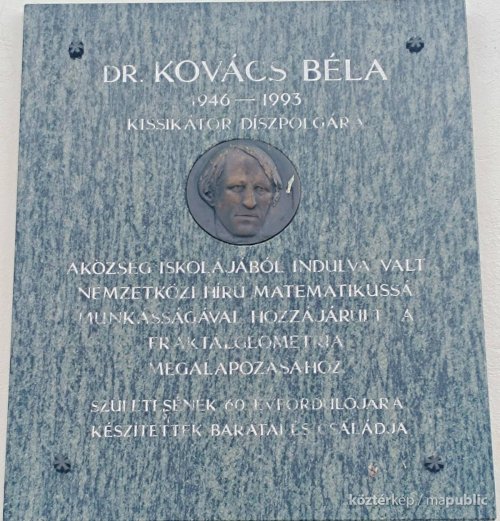 DR. KOVÁCS BÉLA
1946 — 1993
KISSIKÁTOR DÍSZPOLGÁRA
A KÖZSÉG ISKOLÁJÁBÓL INDULVA VÁLT
NEMZETKÖZI HÍRŰ MATEMATIKUSSÁ
MUNKÁSSÁGÁVAL HOZZÁJÁRULT A
FRAKTÁLGEOMETRIA
MEGALAPOZÁSÁHOZ
SZÜLETÉSÉNEK 60. ÉVFORDULÓJÁRA
KÉSZÍTETTÉK BARÁTAI ÉS CSALÁDJA
köztérkép / mapublic